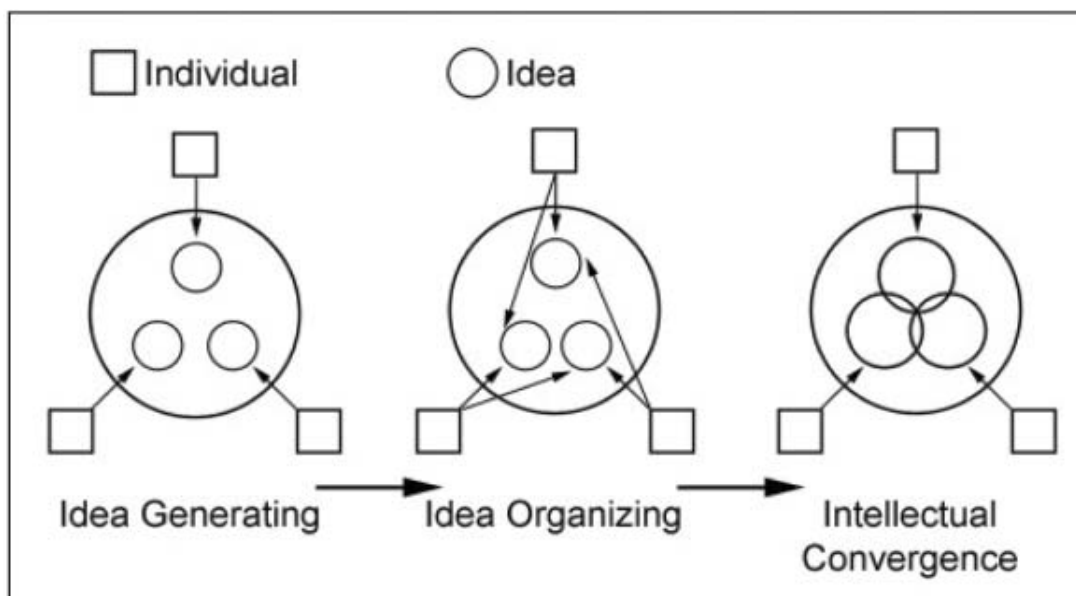 Individual
Idea
Idea Generating
Idea Organizing
Intellectual
Convergence